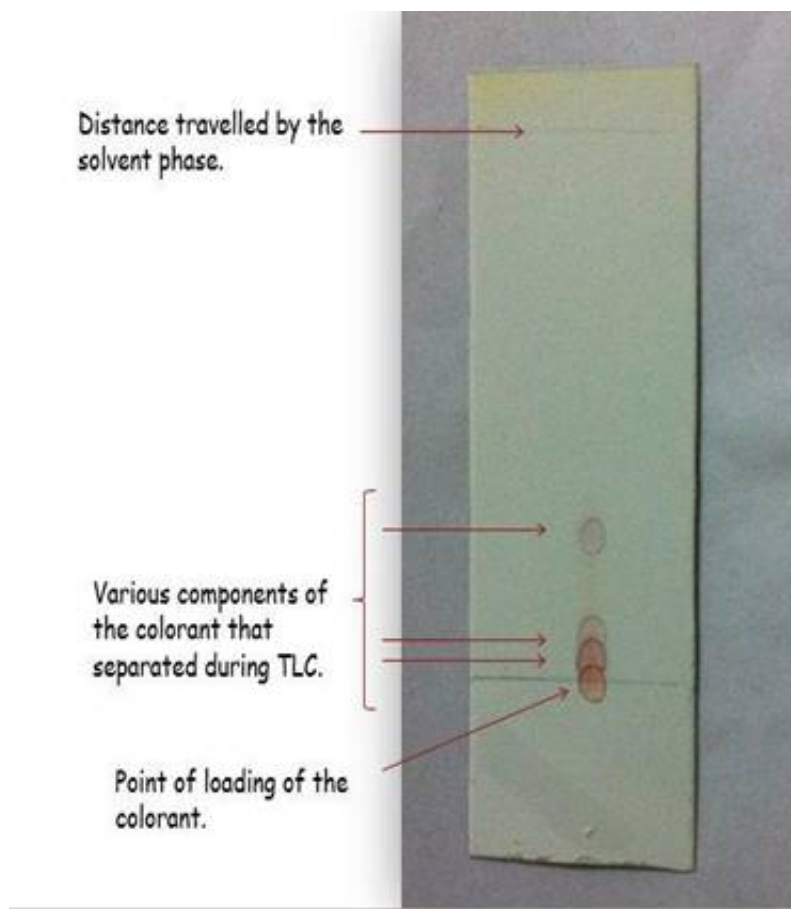 Distance travelled by the
solvent phase.
Various components of
the colorant that
separated during TLC.
Point of loading of the
colorant.